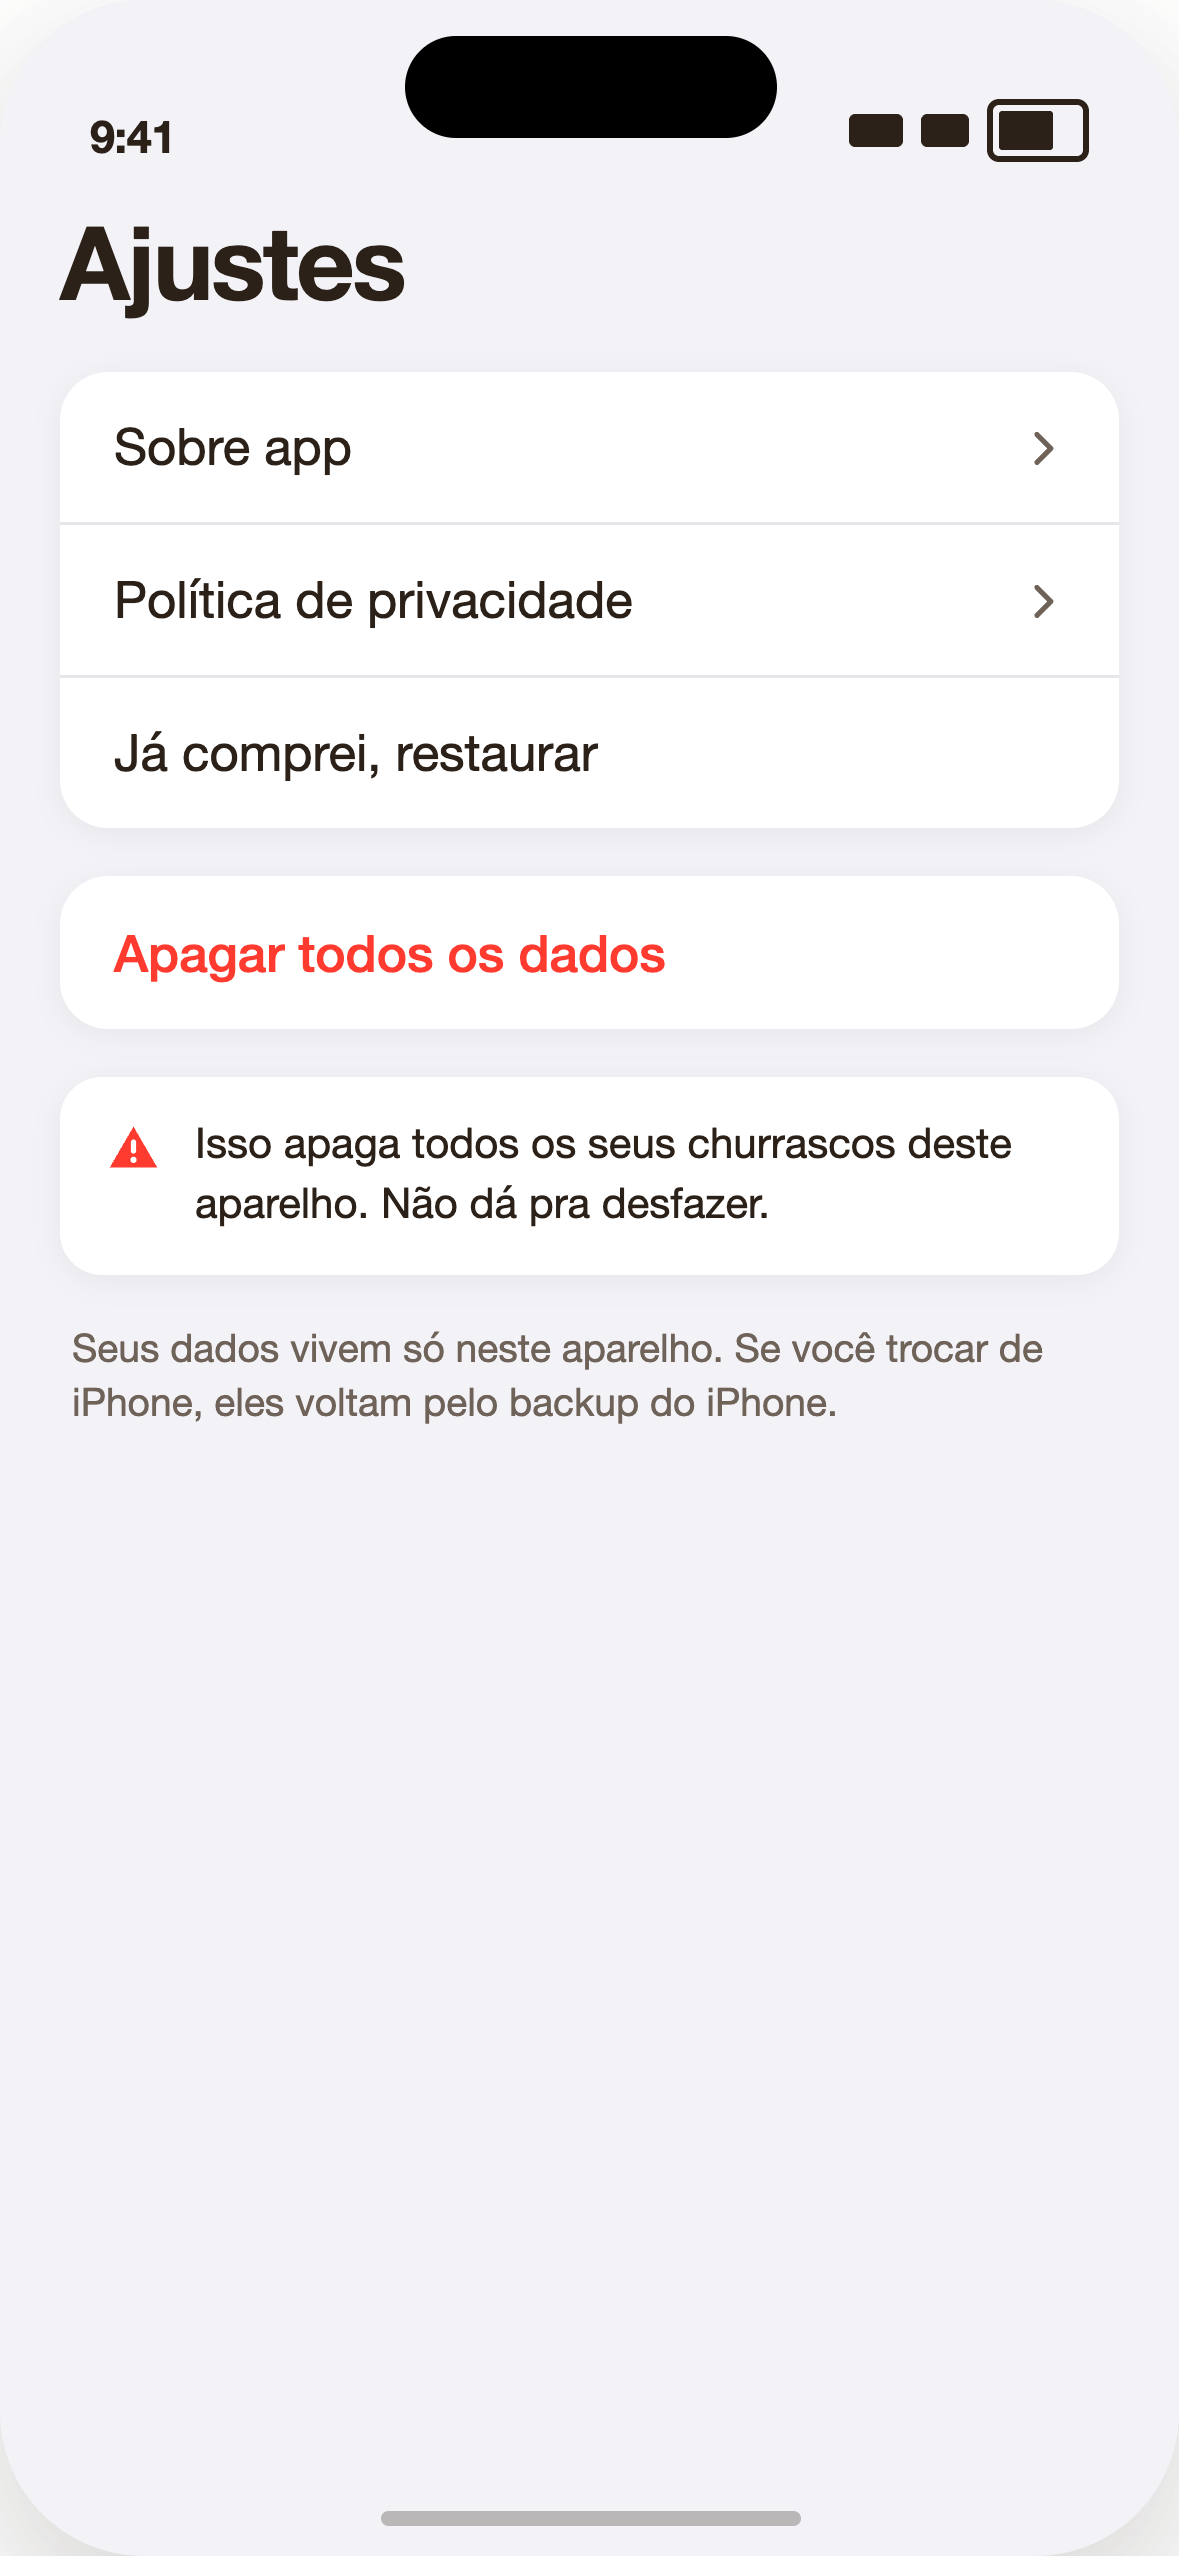 9:41
Ajustes
Sobre app
Política de privacidade
Já comprei, restaurar
Apagar todos os dados
Isso apaga todos os seus churrascos deste
aparelho. Não dá pra desfazer.
Seus dados vivem só neste aparelho. Se você trocar de
iPhone, eles voltam pelo backup do iPhone.